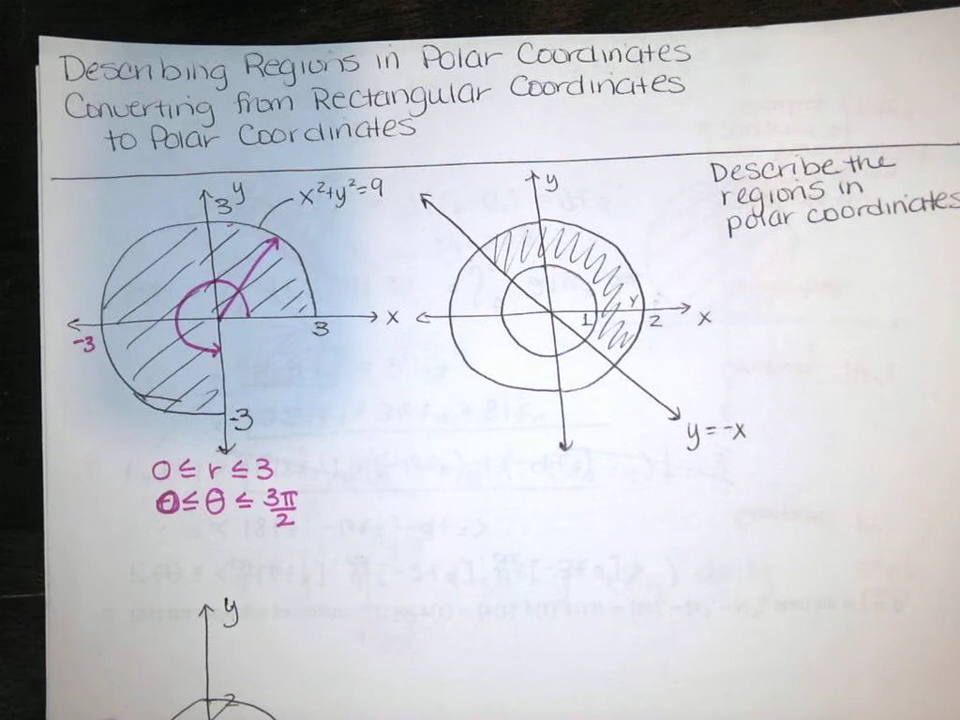 Describing Regions in Polar Coordinates
Converting from Rectangular Coordinates
to Polar Coordinates
Describe the
regions in
polar coordinates
y
3
x²+y²=9
x
3
-3
-3
0 ≤ r ≤ 3
0 ≤ θ ≤ 3π/2
y
x
1
2
y = -x
y
2